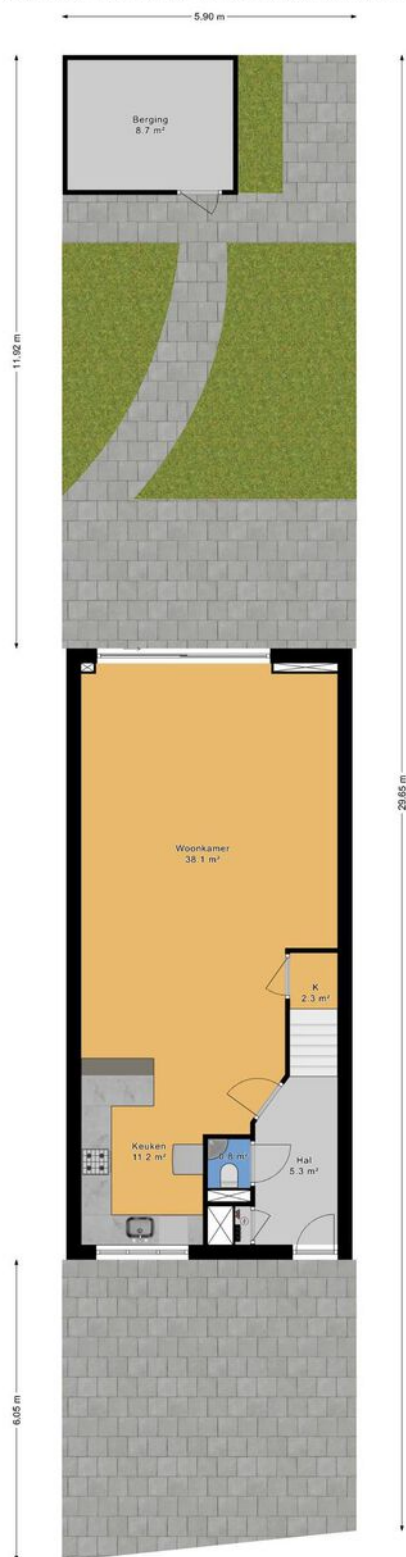 5.90 m
Berging
8.7 m²
11.92 m
29.65 m
Woonkamer
38.1 m²
K
2.3 m²
Keuken
11.2 m²
0.8 m²
Hal
5.3 m²
6.05 m